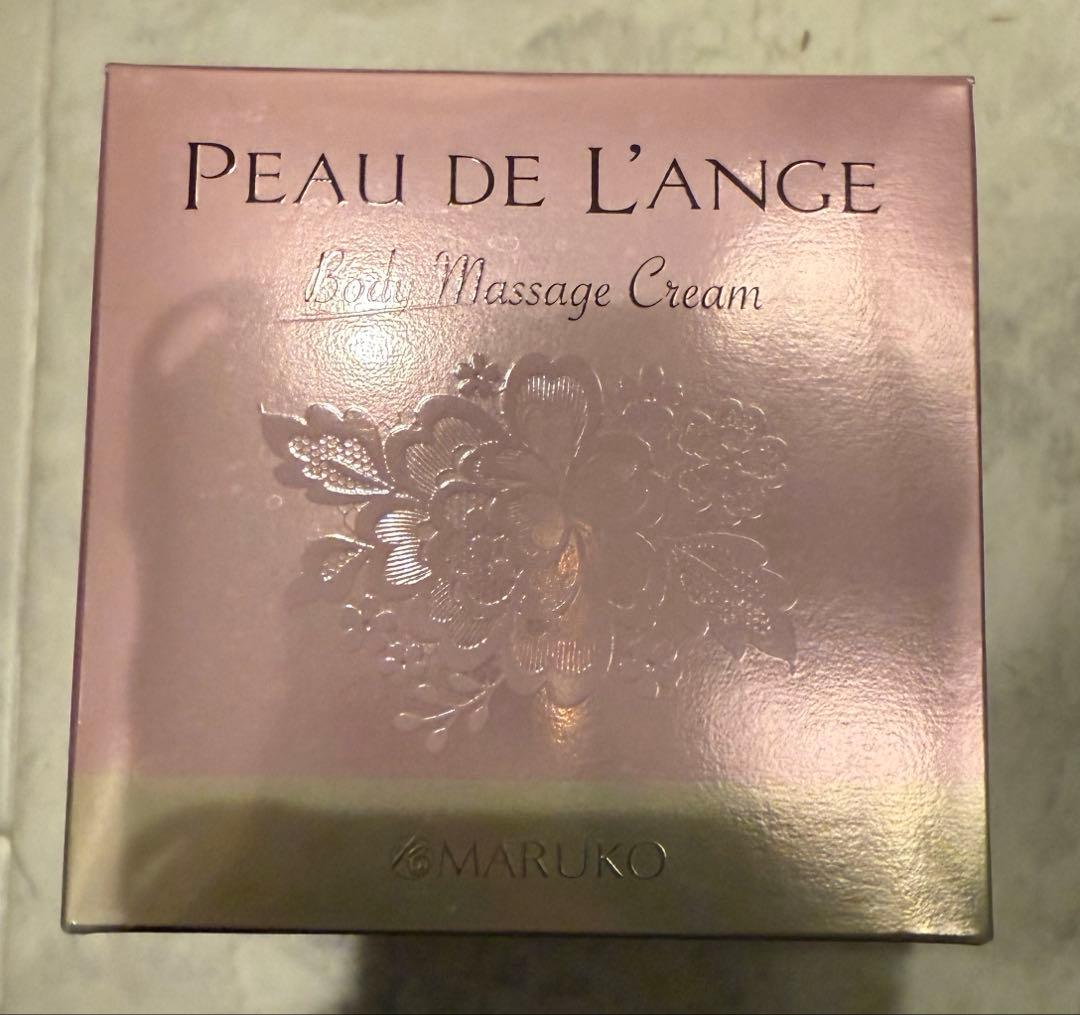 PEAU DE L'ANGE
Body Massage Cream
MARUKO